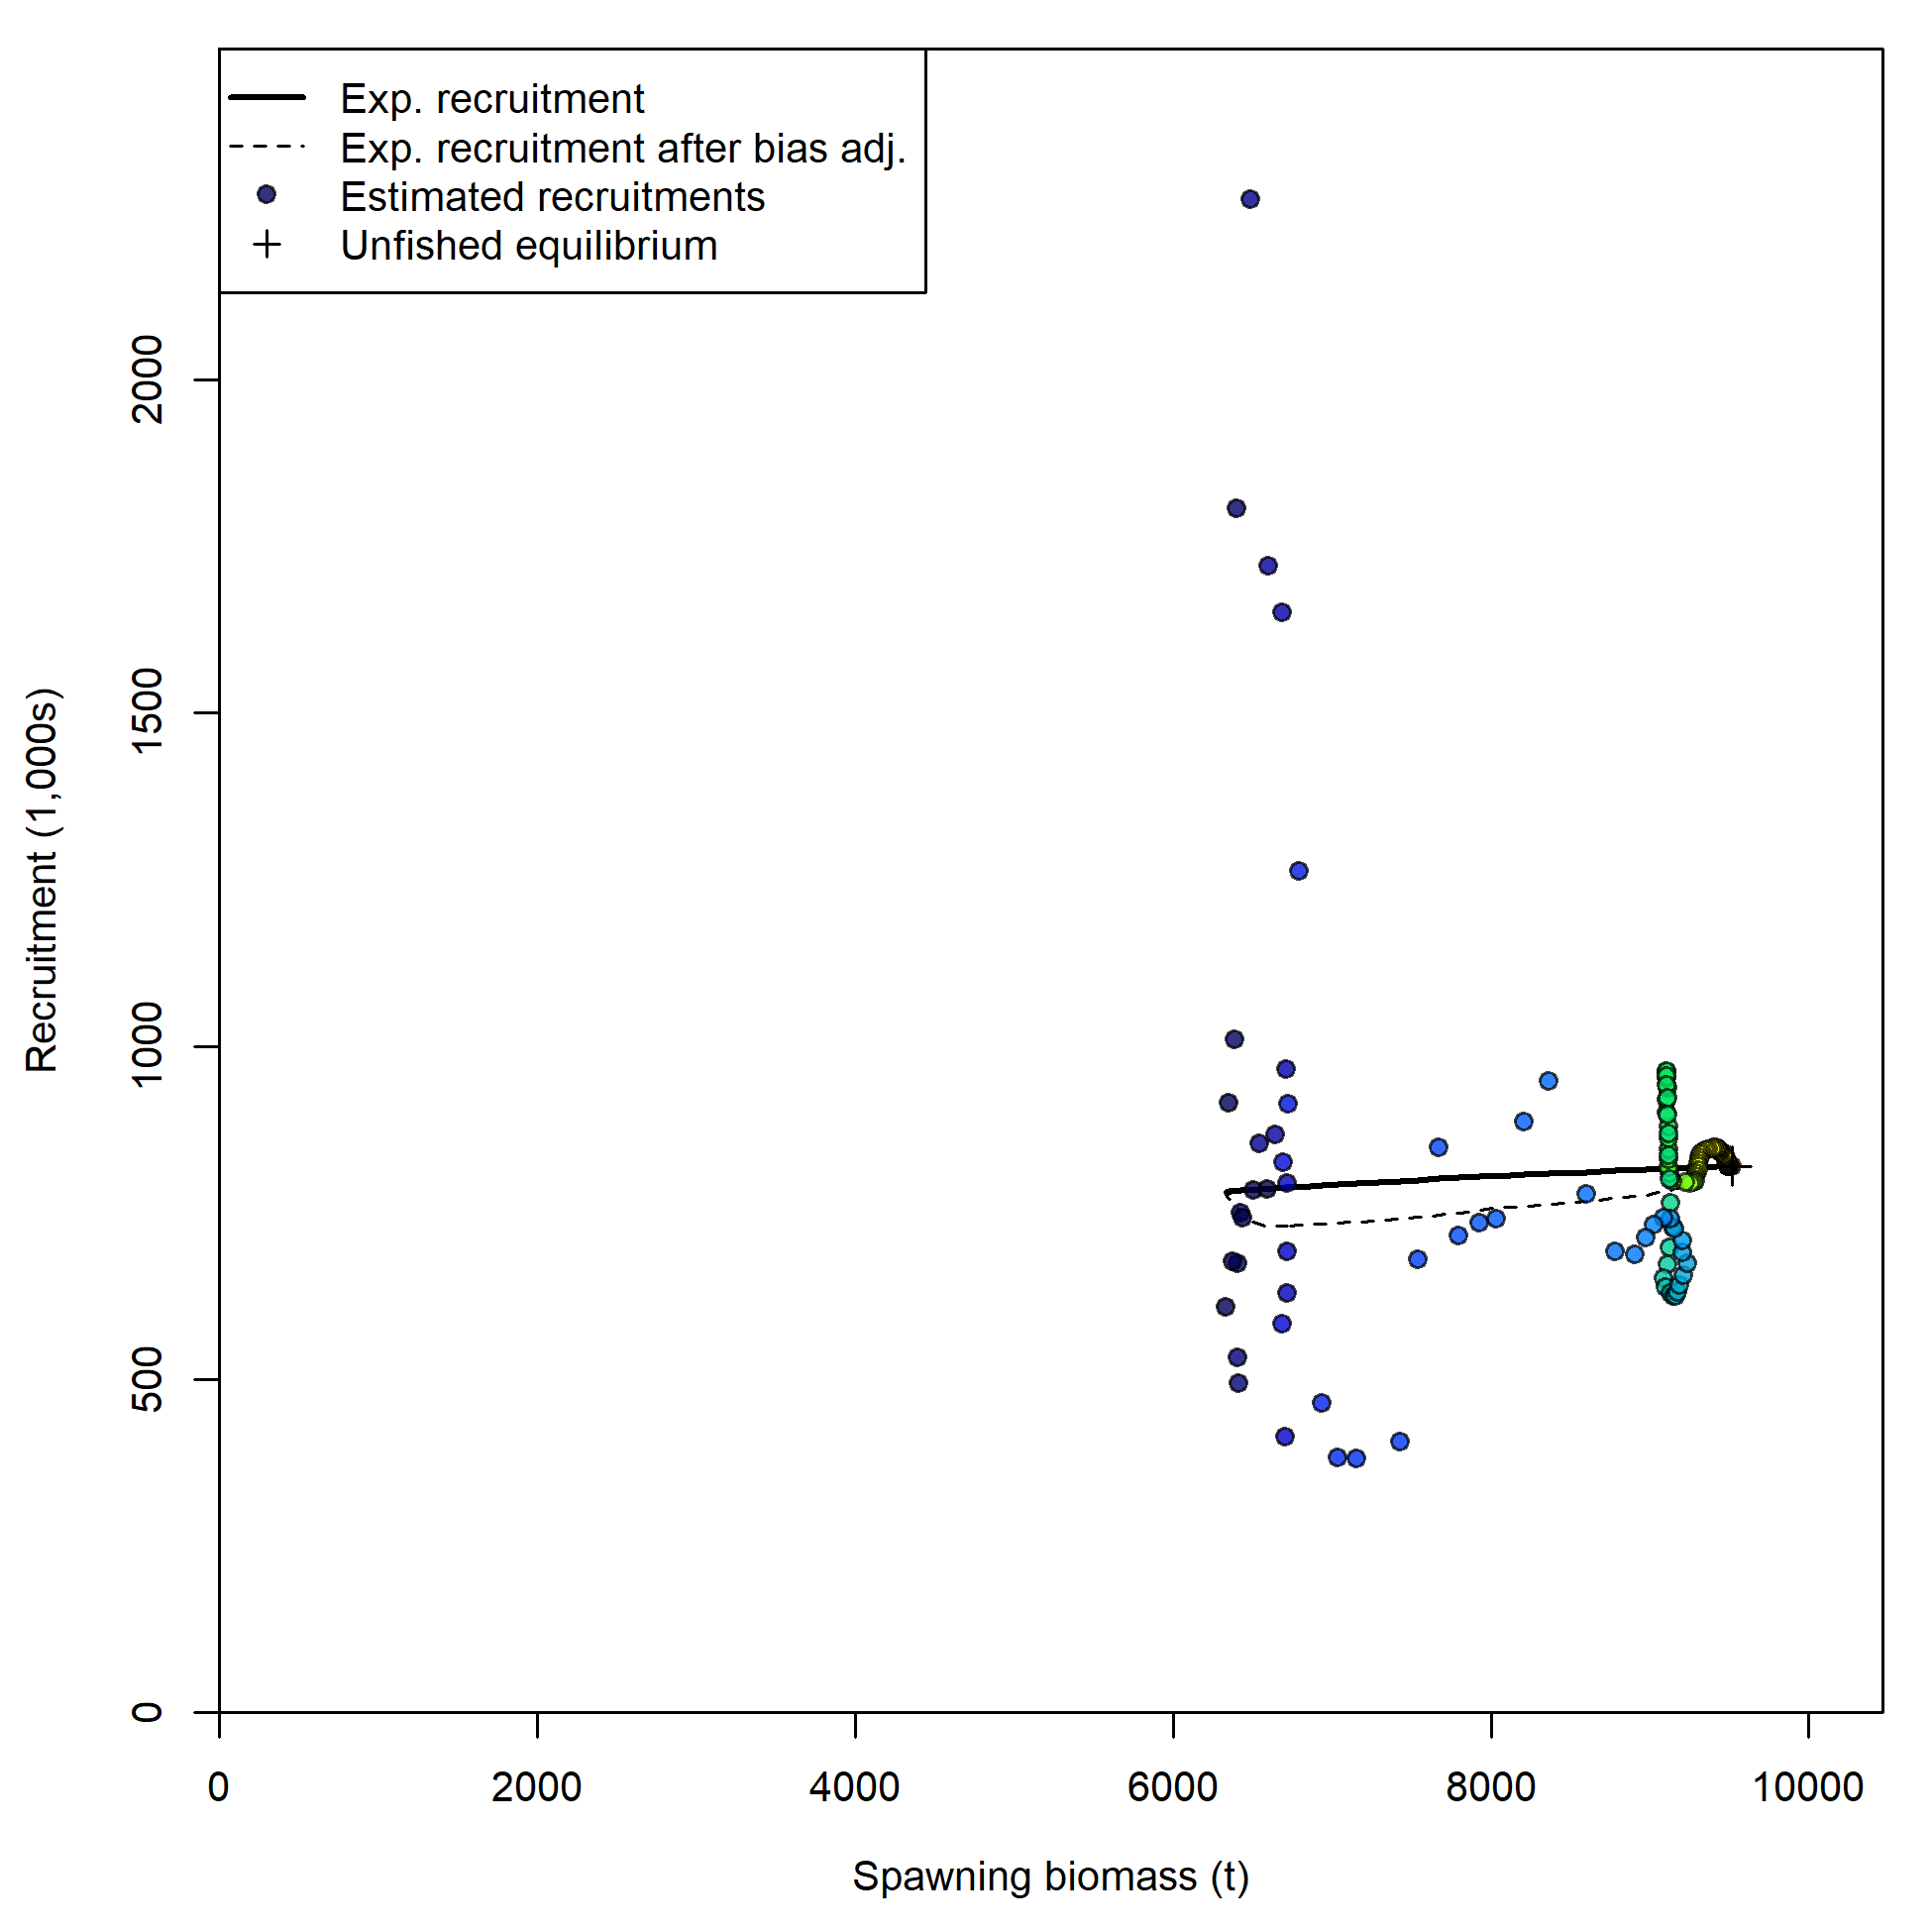 Exp. recruitment
Exp. recruitment after bias adj.
Estimated recruitments
Unfished equilibrium
Recruitment (1,000s)
2000
1500
1000
500
0
0 2000 4000 6000 8000 10000
Spawning biomass (t)